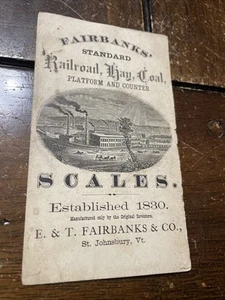 FAIRBANKS'
STANDARD
Railroad, Hay, Coal,
PLATFORM AND COUNTER
SCALES.
Established 1830.
Manufactured only by the Original Inventors.
E. & T. FAIRBANKS & CO.,
St. Johnsbury, Vt.